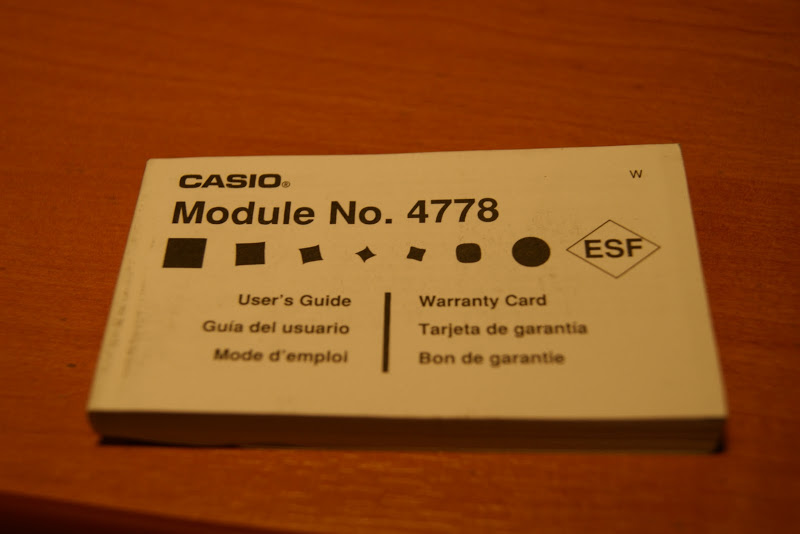 W
CASIO®
Module No. 4778
ESF
User's Guide
Guía del usuario
Mode d'emploi
Warranty Card
Tarjeta de garantía
Bon de garantie